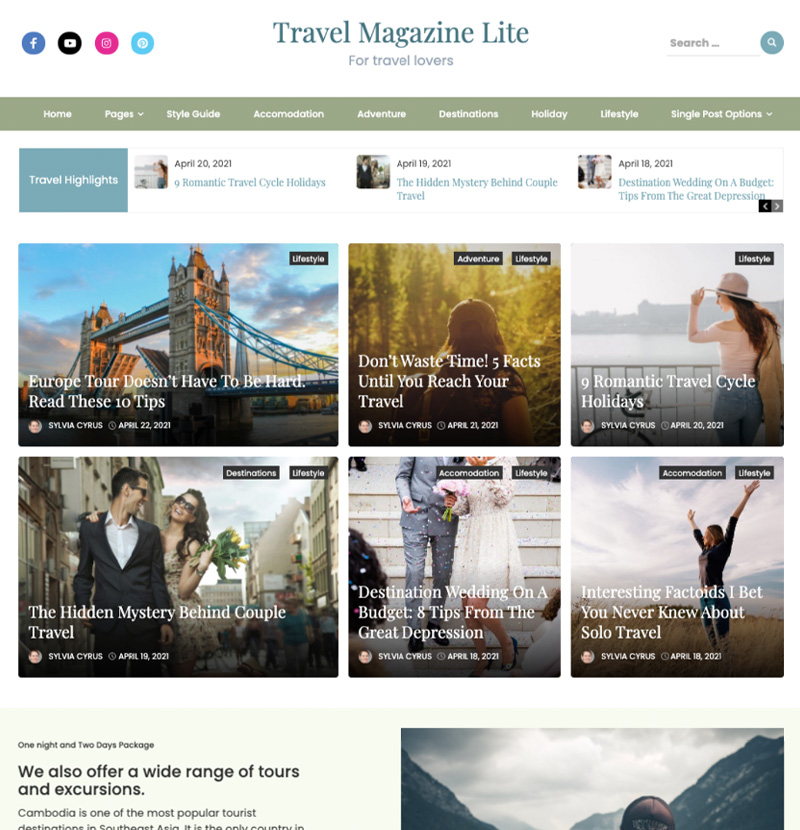 Travel Magazine Lite
For travel lovers
Search ...
Home Pages Style Guide Accomodation Adventure Destinations Holiday Lifestyle Single Post Options
Travel Highlights
April 20, 2021
9 Romantic Travel Cycle Holidays
April 19, 2021
The Hidden Mystery Behind Couple
Travel
April 18, 2021
Destination Wedding On A Budget:
Tips From The Great Depression
Lifestyle
Europe Tour Doesn't Have To Be Hard.
Read These 10 Tips
SYLVIA CYRUS APRIL 22, 2021
Adventure Lifestyle
Don't Waste Time! 5 Facts
Until You Reach Your
Travel
SYLVIA CYRUS APRIL 21, 2021
Lifestyle
9 Romantic Travel Cycle
Holidays
SYLVIA CYRUS APRIL 20, 2021
Destinations Lifestyle
The Hidden Mystery Behind Couple
Travel
SYLVIA CYRUS APRIL 19, 2021
Accomodation Lifestyle
Destination Wedding On A
Budget: 8 Tips From The
Great Depression
SYLVIA CYRUS APRIL 18, 2021
Accomodation Lifestyle
Interesting Factoids I Bet
You Never Knew About
Solo Travel
SYLVIA CYRUS APRIL 18, 2021
One night and Two Days Package
We also offer a wide range of tours
and excursions.
Cambodia is one of the most popular tourist
destinations in Southeast Asia. It is the only country in